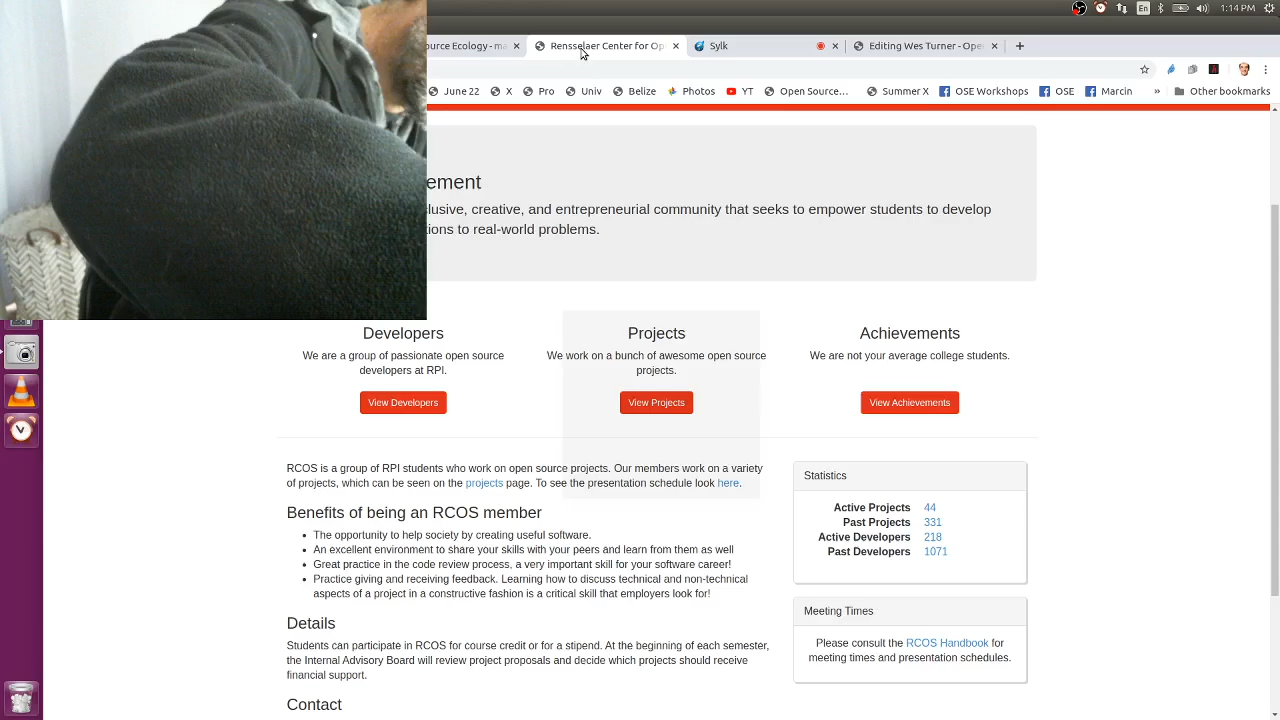 En 1:14 PM
ource Ecology - ma Rensselaer Center for Op Sylk Editing Wes Turner - Ope
June 22 X Pro Univ Belize Photos YT Open Source… Summer X OSE Workshops OSE Marcin » Other bookmarks
ement
clusive, creative, and entrepreneurial community that seeks to empower students to develop
tions to real-world problems.
Developers
We are a group of passionate open source
developers at RPI.
View Developers
Projects
We work on a bunch of awesome open source
projects.
View Projects
Achievements
We are not your average college students.
View Achievements
RCOS is a group of RPI students who work on open source projects. Our members work on a variety
of projects, which can be seen on the projects page. To see the presentation schedule look here.
Benefits of being an RCOS member
• The opportunity to help society by creating useful software.
• An excellent environment to share your skills with your peers and learn from them as well
• Great practice in the code review process, a very important skill for your software career!
• Practice giving and receiving feedback. Learning how to discuss technical and non-technical
aspects of a project in a constructive fashion is a critical skill that employers look for!
Details
Students can participate in RCOS for course credit or for a stipend. At the beginning of each semester,
the Internal Advisory Board will review project proposals and decide which projects should receive
financial support.
Contact
Statistics
Active Projects 44
Past Projects 331
Active Developers 218
Past Developers 1071
Meeting Times
Please consult the RCOS Handbook for
meeting times and presentation schedules.